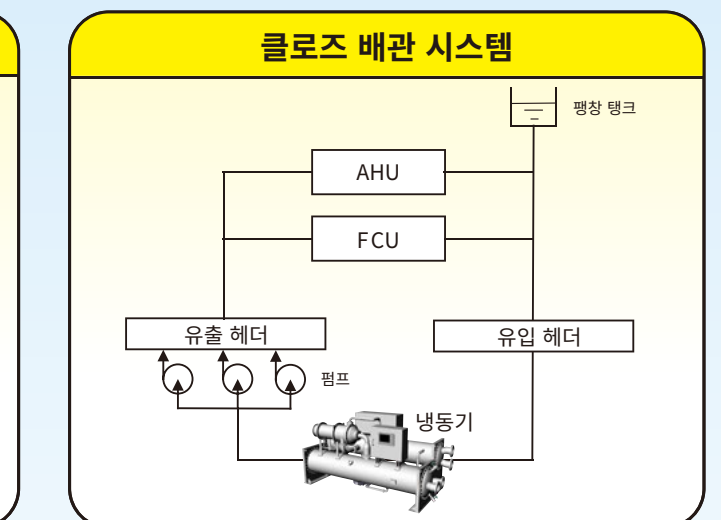 클로즈 배관 시스템
팽창 탱크
AHU
FCU
유출 헤더
유입 헤더
펌프
냉동기